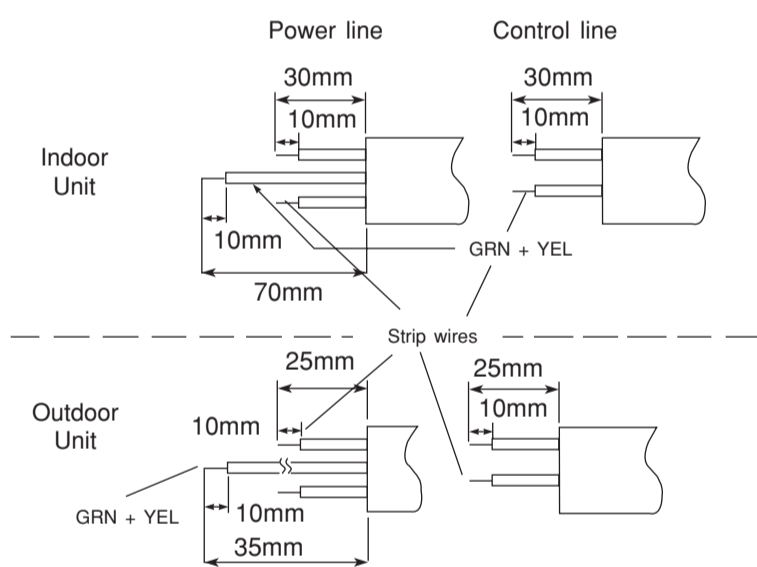 Power line
Control line
30mm
30mm
10mm
10mm
Indoor
Unit
10mm
GRN + YEL
70mm
Strip wires
25mm
25mm
Outdoor
Unit
10mm
10mm
GRN + YEL
10mm
35mm